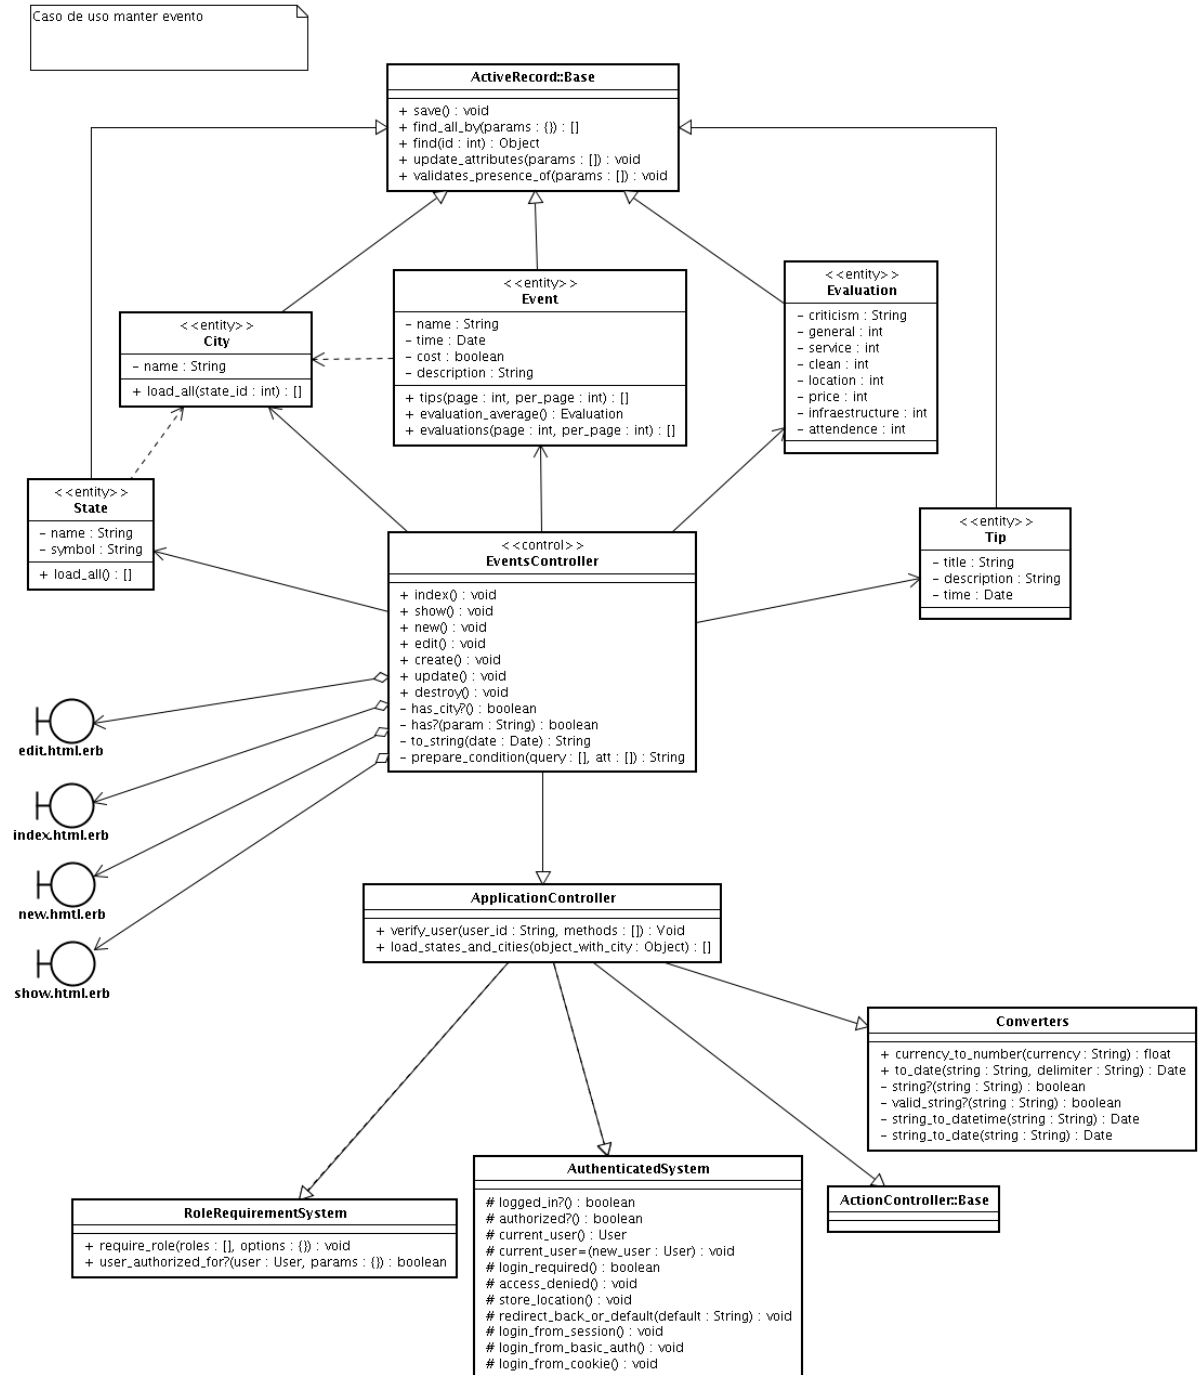 Caso de uso manter evento
ActiveRecord::Base
+ save() : void
+ find_all_by(params : {}) : []
+ find(id : int) : Object
+ update_attributes(params : []) : void
+ validates_presence_of(params : []) : void
<<entity>>
City
- name : String
+ load_all(state_id : int) : []
<<entity>>
Event
- name : String
- time : Date
- cost : boolean
- description : String
+ tips(page : int, per_page : int) : []
+ evaluation_average() : Evaluation
+ evaluations(page : int, per_page : int) : []
<<entity>>
Evaluation
- criticism : String
- general : int
- service : int
- clean : int
- location : int
- price : int
- infraestructure : int
- attendence : int
<<entity>>
State
- name : String
- symbol : String
+ load_all() : []
<<control>>
EventsController
+ index() : void
+ show() : void
+ new() : void
+ edit() : void
+ create() : void
+ update() : void
+ destroy() : void
- has_city?() : boolean
- has?(param : String) : boolean
- to_string(date : Date) : String
- prepare_condition(query : [], att : []) : String
<<entity>>
Tip
- title : String
- description : String
- time : Date
edit.html.erb
index.html.erb
new.hmtl.erb
show.html.erb
ApplicationController
+ verify_user(user_id : String, methods : []) : Void
+ load_states_and_cities(object_with_city : Object) : []
Converters
+ currency_to_number(currency : String) : float
+ to_date(string : String, delimiter : String) : Date
- string?(string : String) : boolean
- valid_string?(string : String) : boolean
- string_to_datetime(string : String) : Date
- string_to_date(string : String) : Date
RoleRequirementSystem
+ require_role(roles : [], options : {}) : void
+ user_authorized_for?(user : User, params : {}) : boolean
AuthenticatedSystem
# logged_in?() : boolean
# authorized?() : boolean
# current_user() : User
# current_user=(new_user : User) : void
# login_required() : boolean
# access_denied() : void
# store_location() : void
# redirect_back_or_default(default : String) : void
# login_from_session() : void
# login_from_basic_auth() : void
# login_from_cookie() : void
ActionController::Base